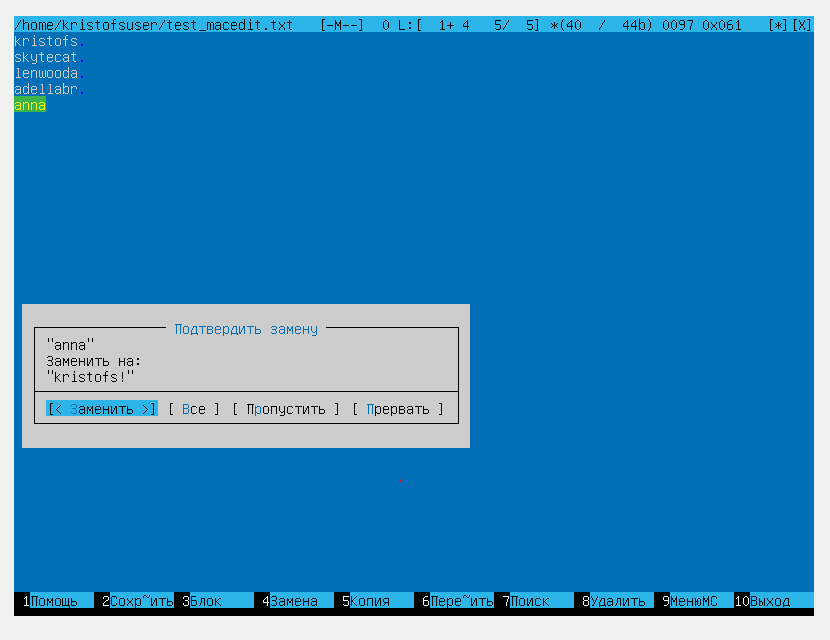 /home/kristofsuser/test_macedit.txt [-M--] 0 L:[ 1+ 4 5/ 5] *(40 / 44b) 0097 0x061 [*][X]
kristofs.
skytecat.
lenwooda.
adellabr.
anna
Подтвердить замену
"anna"
Заменить на:
"kristofs!"
[< Заменить >] [ Все ] [ Пропустить ] [ Прервать ]
1Помощь 2Сохр~ить 3Блок 4Замена 5Копия 6Пере~ить 7Поиск 8Удалить 9МенюMC 10Выход